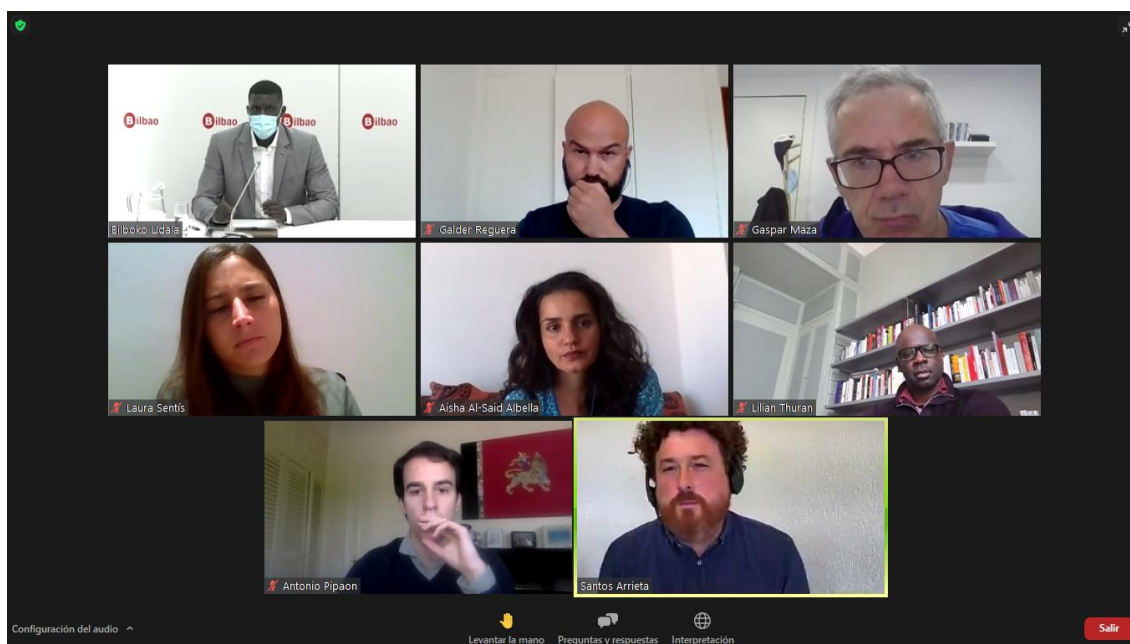 Bilbao Bilbao Bilbao Bilbao
Bilboko Udala
Galder Reguera
Gaspar Maza
Laura Sentís
Aisha Al-Said Albella
Lilian Thuran
Antonio Pipaon
Santos Arrieta
Configuración del audio
Levantar la mano
Preguntas y respuestas
Interpretación
Salir